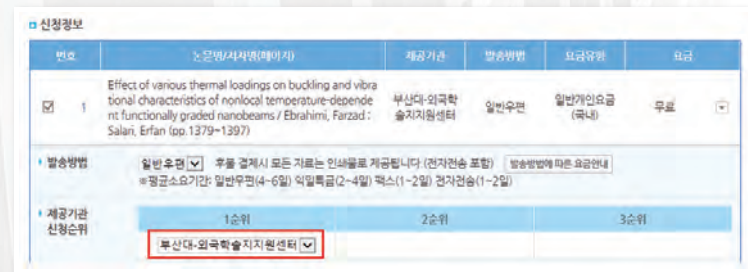 신청정보
번호 논문명/저자명(페이지) 제공기관 발송방법 요금유형 요금
Effect of various thermal loadings on buckling and vibra
tional characteristics of nonlocal temperature-depende
nt functionally graded nanobeams / Ebrahimi, Farzad :
Salari, Erfan (pp.1379~1397)
1
부산대-외국학
술지지원센터
일반우편
일반개인요금
(국내)
무료
발송방법 일반우편 후불 결제시 모든 자료는 인쇄물로 제공됩니다.(전자전송 포함) 발송방법에 따른 요금안내
※평균소요기간: 일반우편(4~6일) 익일특급(2~4일) 팩스(1~2일) 전자전송(1~2일)
제공기관
신청순위
1순위 2순위 3순위
부산대-외국학술지지원센터